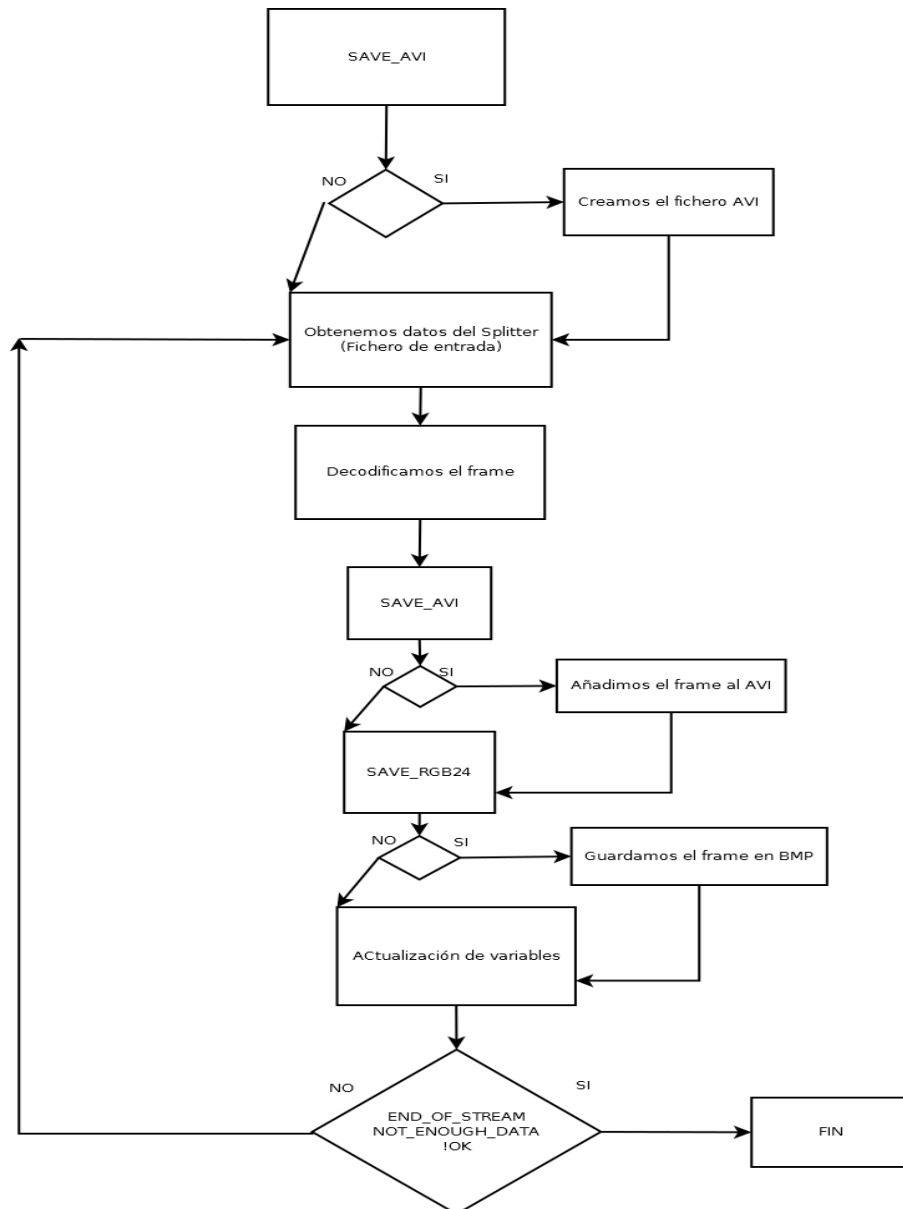 SAVE_AVI
NO
SI
Creamos el fichero AVI
Obtenemos datos del Splitter
(Fichero de entrada)
Decodificamos el frame
SAVE_AVI
NO
SI
Añadimos el frame al AVI
SAVE_RGB24
NO
SI
Guardamos el frame en BMP
ACtualización de variables
NO
SI
END_OF_STREAM
NOT_ENOUGH_DATA
!OK
FIN